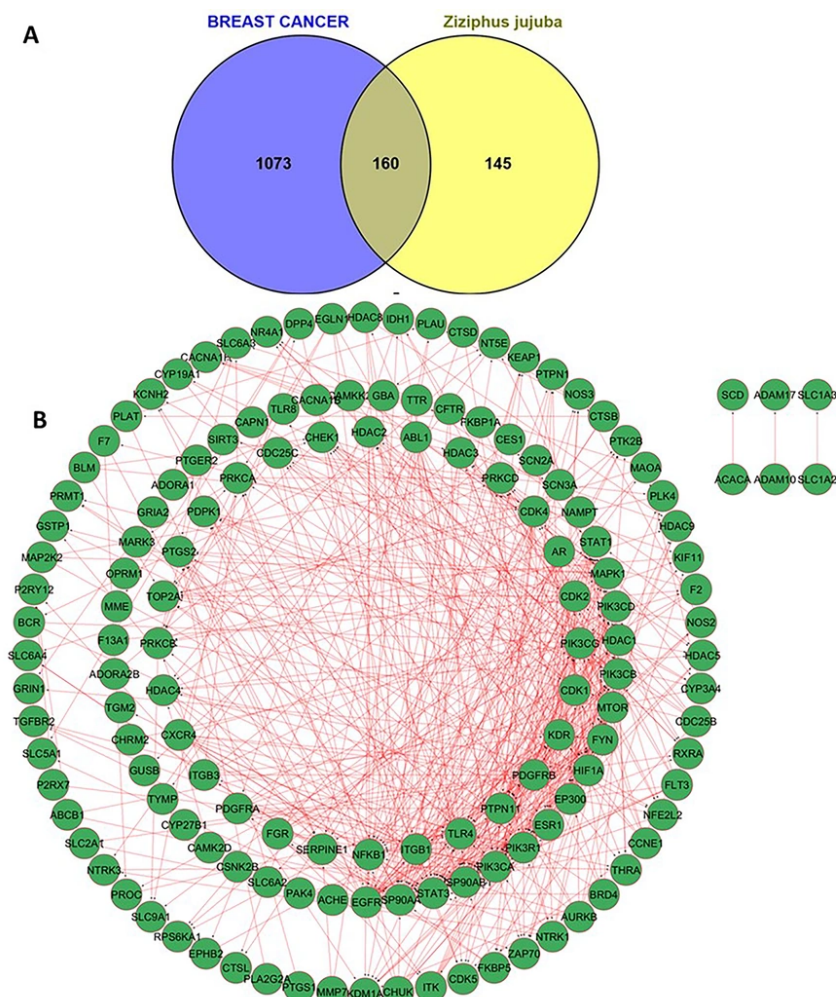 A
BREAST CANCER
Ziziphus jujuba
1073
160
145
B
SLC6A3
NR4A1
DPP4
EGLN1
HDAC8
IDH1
PLAU
CTSD
NT5E
KEAP1
PTPN1
NOS3
CTSB
PTK2B
MAOA
PLK4
HDAC9
KIF11
F2
NOS2
HDAC5
CYP3A4
CDC25B
RXRA
FLT3
NFE2L2
CCNE1
THRA
BRD4
AURKB
NTRK1
ZAP70
FKBP5
CDK5
ITK
CHUK
KDM1A
MMP7
PTGS1
PLA2G2A
CTSL
EPHB2
RPS6KA1
SLC9A1
PROC
NTRK3
SLC2A1
ABCB1
P2RX7
SLC5A1
TGFBR2
GRIN1
SLC6A4
BCR
P2RY12
MAP2K2
GSTP1
PRMT1
BLM
F7
PLAT
KCNH2
CYP19A1
GBA
TTR
CFTR
FKBP1A
CES1
SCN2A
SCN3A
NAMPT
STAT1
MAPK1
PIK3CD
HDAC1
PIK3CB
MTOR
FYN
HIF1A
EP300
ESR1
PIK3R1
PIK3CA
SP90AB1
STAT3
SP90AA
EGFR
ACHE
PAK4
SLC6A2
CSNK2B
CAMK2D
CYP27B1
TYMP
GUSB
CHRM2
TGM2
ADORA2B
F13A1
MME
OPRM1
MARK3
GRIA2
ADORA1
PTGER2
SIRT3
CAPN1
TLR8
HDAC2
ABL1
HDAC3
PRKCD
CDK4
AR
CDK2
PIK3CG
CDK1
KDR
PDGFRB
PTPN11
TLR4
ITGB1
NFKB1
SERPINE1
FGR
PDGFRA
ITGB3
CXCR4
HDAC4
PRKCB
TOP2A
PTGS2
PDPK1
PRKCA
CDC25C
CHEK1
SCD
ADAM17
SLC1A3
ACACA
ADAM10
SLC1A2